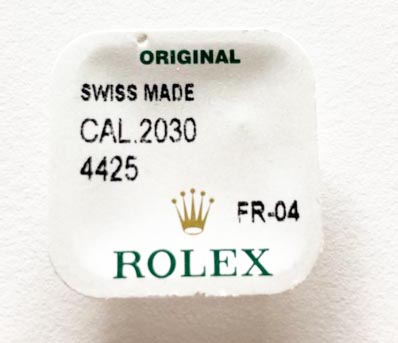 ORIGINAL
SWISS MADE
CAL.2030
4425
FR-04
ROLEX